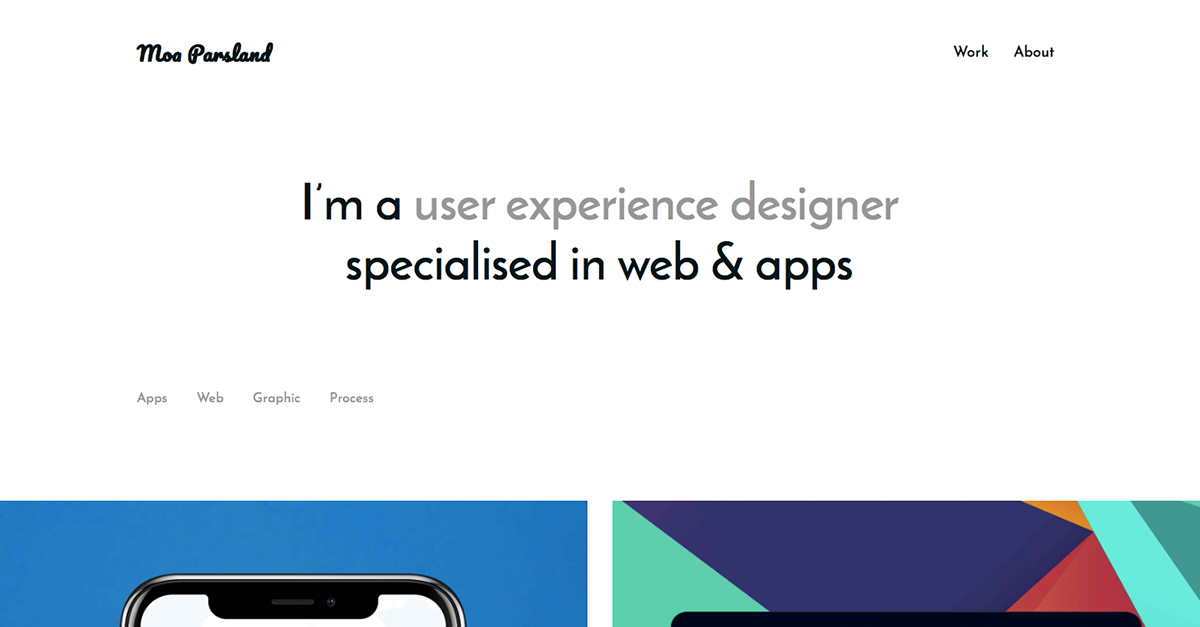 Moa Parsland
Work About
I'm a user experience designer
specialised in web & apps
Apps Web Graphic Process